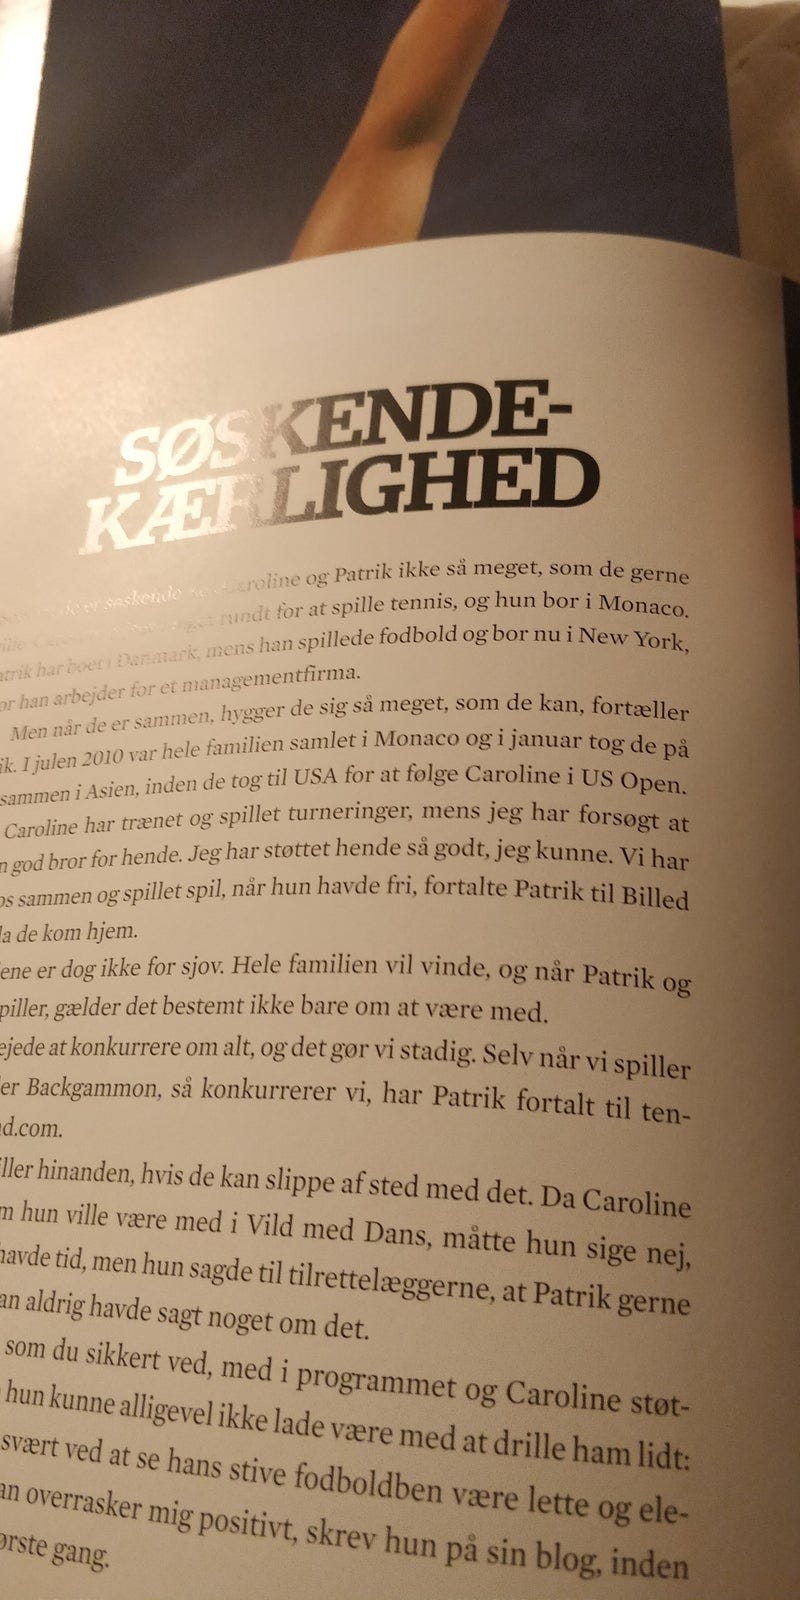 SØSKENDE-
KÆRLIGHED
de er søskende Caroline og Patrik ikke så meget, som de gerne
rundt for at spille tennis, og hun bor i Monaco.
har boet i Danmark, mens han spillede fodbold og bor nu i New York,
han arbejder for et managementfirma.
Men når de er sammen, hygger de sig så meget, som de kan, fortæller
ik. I julen 2010 var hele familien samlet i Monaco og i januar tog de på
sammen i Asien, inden de tog til USA for at følge Caroline i US Open.
Caroline har trænet og spillet turneringer, mens jeg har forsøgt at
n god bror for hende. Jeg har støttet hende så godt, jeg kunne. Vi har
os sammen og spillet spil, når hun havde fri, fortalte Patrik til Billed
da de kom hjem.
ene er dog ikke for sjov. Hele familien vil vinde, og når Patrik og
piller, gælder det bestemt ikke bare om at være med.
ejede at konkurrere om alt, og det gør vi stadig. Selv når vi spiller
er Backgammon, så konkurrerer vi, har Patrik fortalt til ten-
d.com.
ller hinanden, hvis de kan slippe af sted med det. Da Caroline
m hun ville være med i Vild med Dans, måtte hun sige nej,
havde tid, men hun sagde til tilrettelæggerne, at Patrik gerne
an aldrig havde sagt noget om det.
som du sikkert ved, med i programmet og Caroline støt-
hun kunne alligevel ikke lade være med at drille ham lidt:
svært ved at se hans stive fodboldben være lette og ele-
an overrasker mig positivt, skrev hun på sin blog, inden
ørste gang.